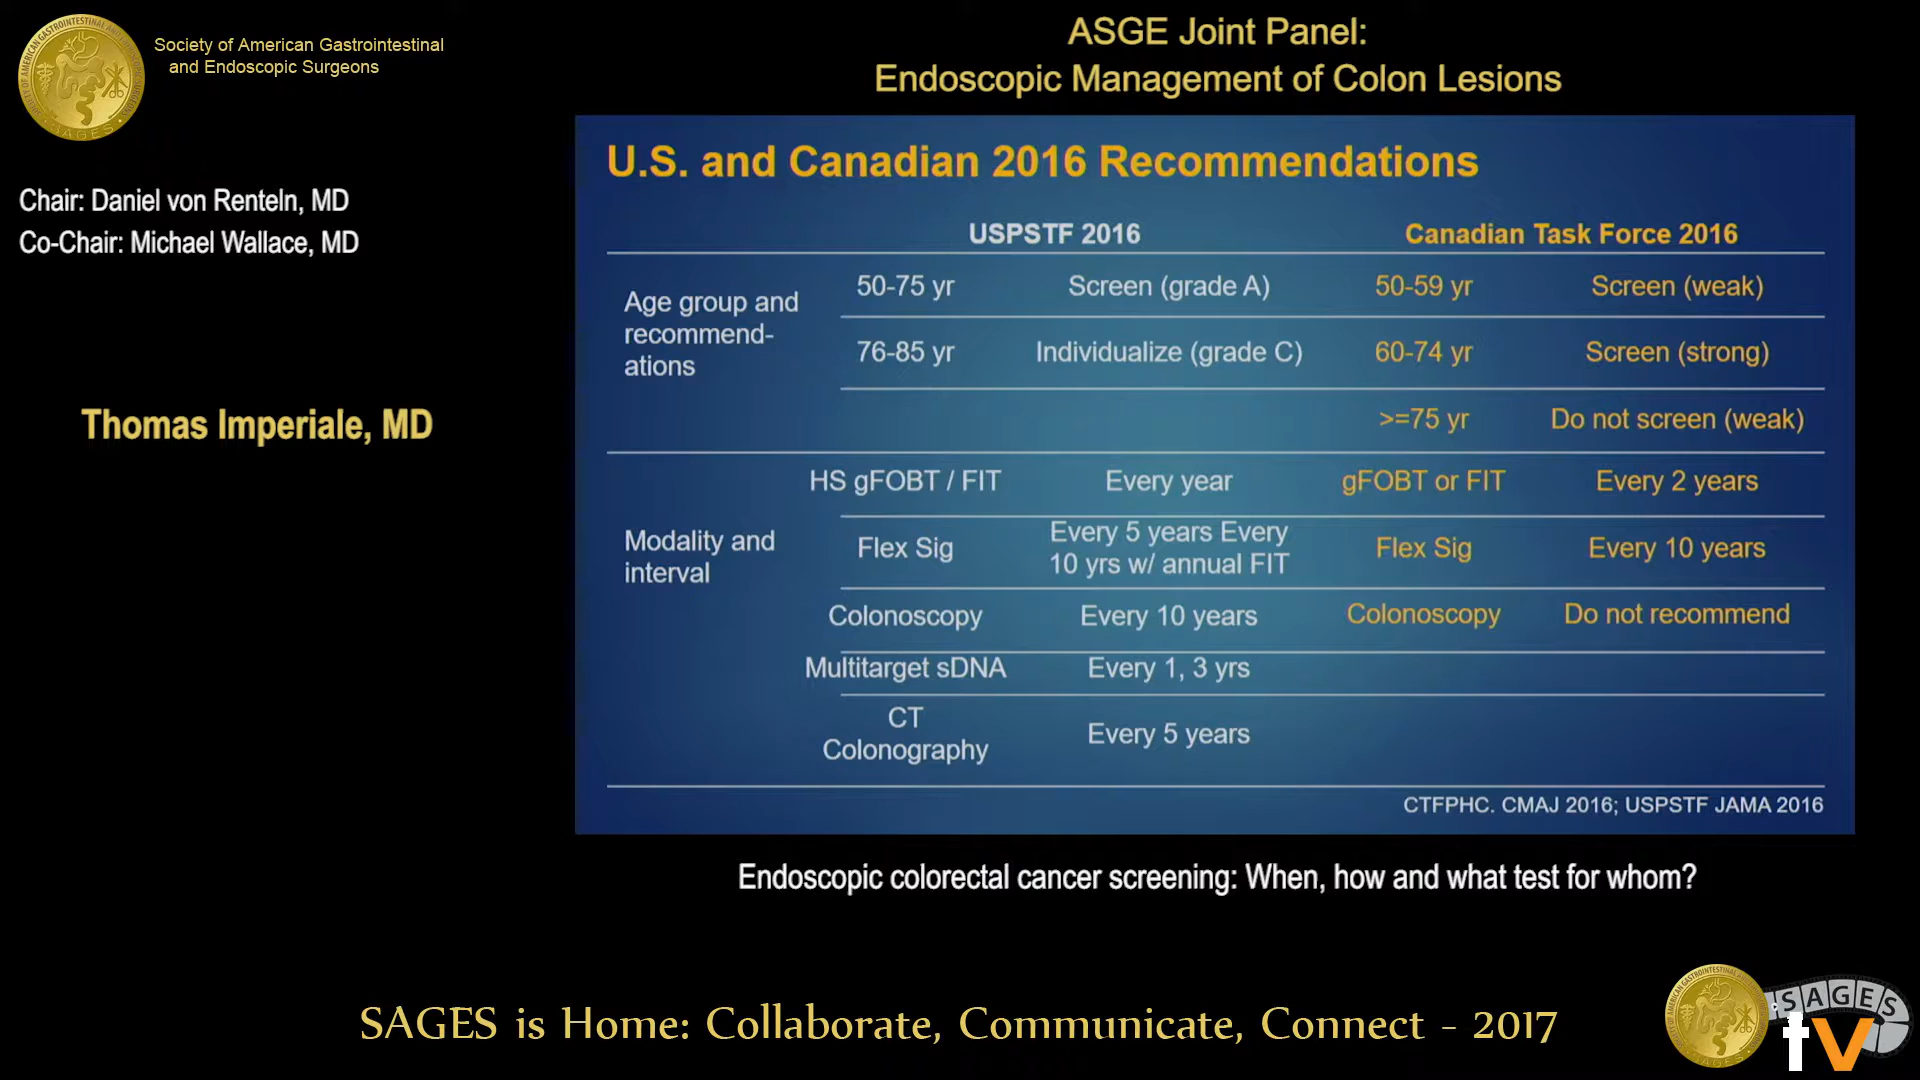 Society of American Gastrointestinal
and Endoscopic Surgeons
ASGE Joint Panel:
Endoscopic Management of Colon Lesions
Chair: Daniel von Renteln, MD
Co-Chair: Michael Wallace, MD
Thomas Imperiale, MD
U.S. and Canadian 2016 Recommendations
USPSTF 2016 Canadian Task Force 2016
Age group and
recommend-
ations
50-75 yr Screen (grade A) 50-59 yr Screen (weak)
76-85 yr Individualize (grade C) 60-74 yr Screen (strong)
>=75 yr Do not screen (weak)
Modality and
interval
HS gFOBT / FIT Every year gFOBT or FIT Every 2 years
Flex Sig Every 5 years Every
10 yrs w/ annual FIT Flex Sig Every 10 years
Colonoscopy Every 10 years Colonoscopy Do not recommend
Multitarget sDNA Every 1, 3 yrs
CT
Colonography Every 5 years
CTFPHC. CMAJ 2016; USPSTF JAMA 2016
Endoscopic colorectal cancer screening: When, how and what test for whom?
SAGES is Home: Collaborate, Communicate, Connect - 2017
SAGES
tv